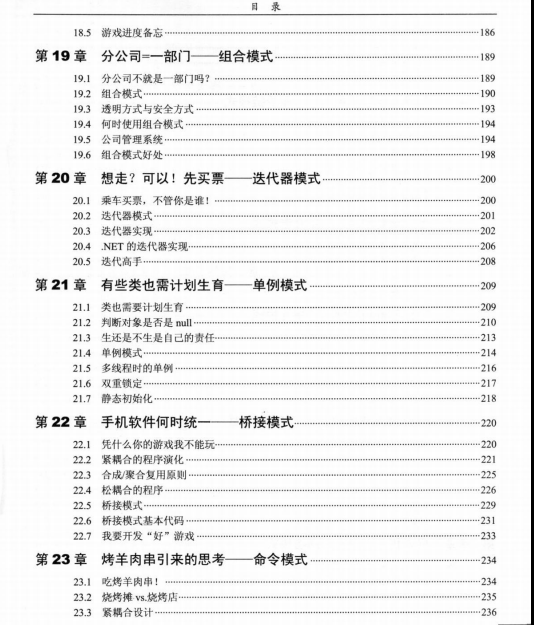 目 录
18.5 游戏进度备忘 186
第 19 章 分公司=一部门——组合模式 189
19.1 分公司不就是一部门吗? 189
19.2 组合模式 190
19.3 透明方式与安全方式 193
19.4 何时使用组合模式 194
19.5 公司管理系统 194
19.6 组合模式好处 198
第 20 章 想走?可以!先买票——迭代器模式 200
20.1 乘车买票,不管你是谁! 200
20.2 迭代器模式 201
20.3 迭代器实现 202
20.4 .NET 的迭代器实现 206
20.5 迭代高手 208
第 21 章 有些类也需计划生育——单例模式 209
21.1 类也需要计划生育 209
21.2 判断对象是否是 null 210
21.3 生还是不生是自己的责任 213
21.4 单例模式 214
21.5 多线程时的单例 216
21.6 双重锁定 217
21.7 静态初始化 218
第 22 章 手机软件何时统一——桥接模式 220
22.1 凭什么你的游戏我不能玩 220
22.2 紧耦合的程序演化 221
22.3 合成/聚合复用原则 225
22.4 松耦合的程序 226
22.5 桥接模式 229
22.6 桥接模式基本代码 231
22.7 我要开发“好”游戏 233
第 23 章 烤羊肉串引来的思考——命令模式 234
23.1 吃烤羊肉串! 234
23.2 烧烤摊 vs.烧烤店 235
23.3 紧耦合设计 236